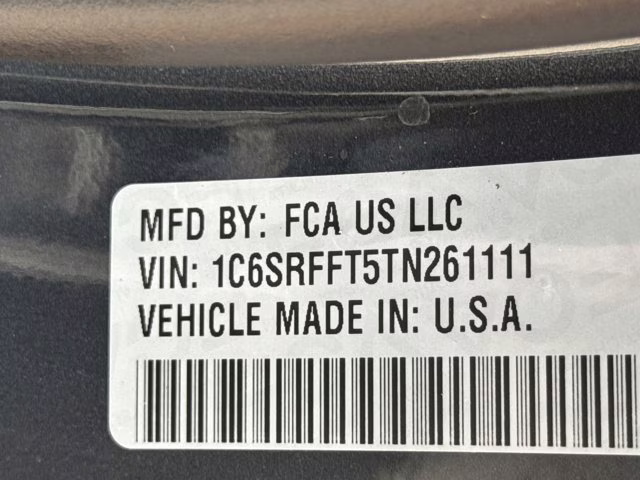 MFD BY: FCA US LLC
VIN: 1C6SRFFT5TN261111
VEHICLE MADE IN: U.S.A.